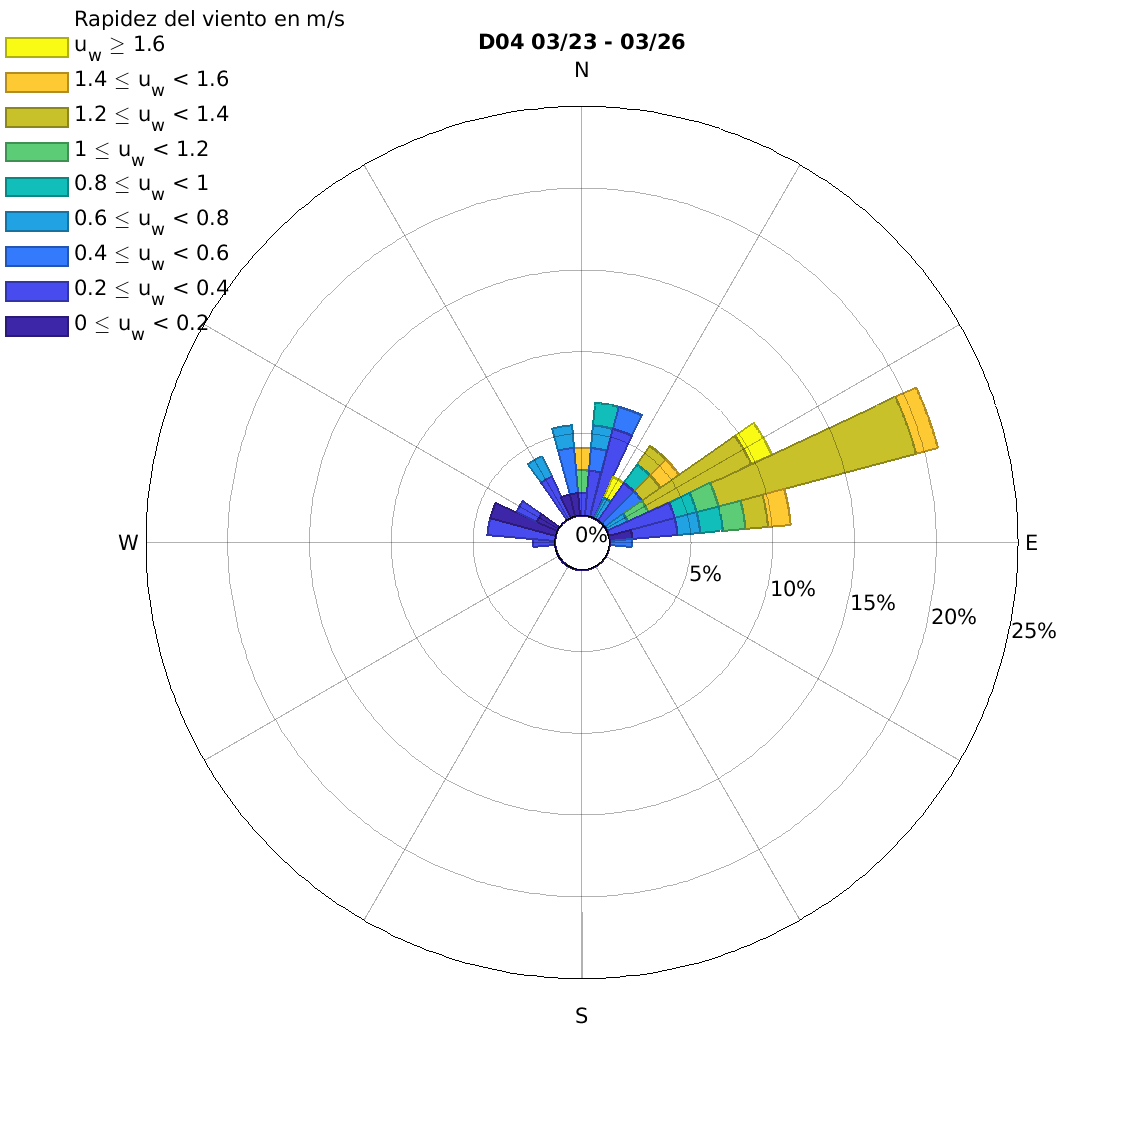 Rapidez del viento en m/s
u_w ≥ 1.6
1.4 ≤ u_w < 1.6
1.2 ≤ u_w < 1.4
1 ≤ u_w < 1.2
0.8 ≤ u_w < 1
0.6 ≤ u_w < 0.8
0.4 ≤ u_w < 0.6
0.2 ≤ u_w < 0.4
0 ≤ u_w < 0.2
D04 03/23 - 03/26
N
W
E
S
0%
5%
10%
15%
20%
25%